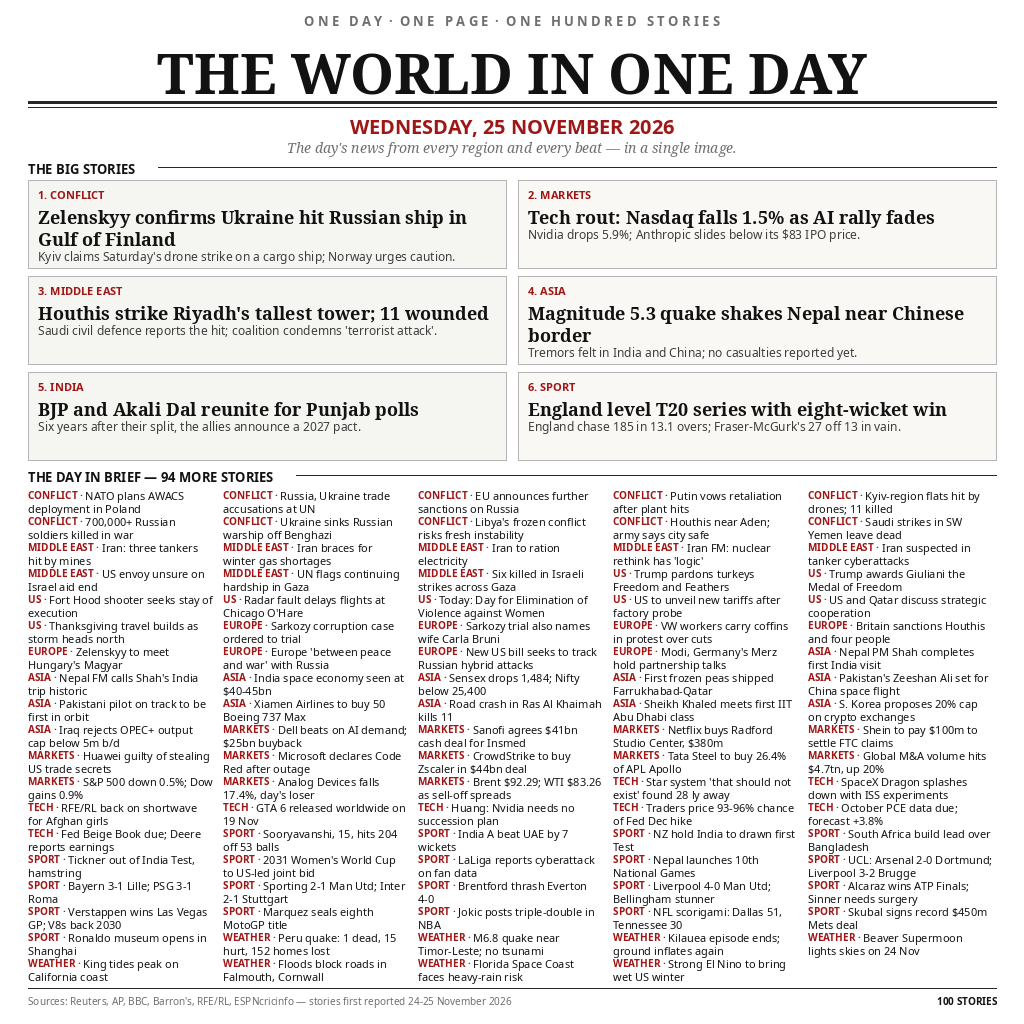 ONE DAY · ONE PAGE · ONE HUNDRED STORIES
THE WORLD IN ONE DAY
WEDNESDAY, 25 NOVEMBER 2026
The day's news from every region and every beat — in a single image.
THE BIG STORIES
1. CONFLICT
Zelenskyy confirms Ukraine hit Russian ship in
Gulf of Finland
Kyiv claims Saturday's drone strike on a cargo ship; Norway urges caution.
2. MARKETS
Tech rout: Nasdaq falls 1.5% as AI rally fades
Nvidia drops 5.9%; Anthropic slides below its $83 IPO price.
3. MIDDLE EAST
Houthis strike Riyadh's tallest tower; 11 wounded
Saudi civil defence reports the hit; coalition condemns 'terrorist attack'.
4. ASIA
Magnitude 5.3 quake shakes Nepal near Chinese
border
Tremors felt in India and China; no casualties reported yet.
5. INDIA
BJP and Akali Dal reunite for Punjab polls
Six years after their split, the allies announce a 2027 pact.
6. SPORT
England level T20 series with eight-wicket win
England chase 185 in 13.1 overs; Fraser-McGurk's 27 off 13 in vain.
THE DAY IN BRIEF — 94 MORE STORIES
CONFLICT · NATO plans AWACS
deployment in Poland
CONFLICT · 700,000+ Russian
soldiers killed in war
MIDDLE EAST · Iran: three tankers
hit by mines
MIDDLE EAST · US envoy unsure on
Israel aid end
US · Fort Hood shooter seeks stay of
execution
US · Thanksgiving travel builds as
storm heads north
EUROPE · Zelenskyy to meet
Hungary's Magyar
ASIA · Nepal FM calls Shah's India
trip historic
ASIA · Pakistani pilot on track to be
first in orbit
ASIA · Iraq rejects OPEC+ output
cap below 5m b/d
MARKETS · Huawei guilty of stealing
US trade secrets
MARKETS · S&P 500 down 0.5%; Dow
gains 0.9%
TECH · RFE/RL back on shortwave
for Afghan girls
TECH · Fed Beige Book due; Deere
reports earnings
SPORT · Tickner out of India Test,
hamstring
SPORT · Bayern 3-1 Lille; PSG 3-1
Roma
SPORT · Verstappen wins Las Vegas
GP; V8s back 2030
SPORT · Ronaldo museum opens in
Shanghai
WEATHER · King tides peak on
California coast
CONFLICT · Russia, Ukraine trade
accusations at UN
CONFLICT · Ukraine sinks Russian
warship off Benghazi
MIDDLE EAST · Iran braces for
winter gas shortages
MIDDLE EAST · UN flags continuing
hardship in Gaza
US · Radar fault delays flights at
Chicago O'Hare
EUROPE · Sarkozy corruption case
ordered to trial
EUROPE · Europe 'between peace
and war' with Russia
ASIA · India space economy seen at
$40-45bn
ASIA · Xiamen Airlines to buy 50
Boeing 737 Max
MARKETS · Dell beats on AI demand;
$25bn buyback
MARKETS · Microsoft declares Code
Red after outage
MARKETS · Analog Devices falls
17.4%, day's loser
TECH · GTA 6 released worldwide on
19 Nov
SPORT · Sooryavanshi, 15, hits 204
off 53 balls
SPORT · 2031 Women's World Cup
to US-led joint bid
SPORT · Sporting 2-1 Man Utd; Inter
2-1 Stuttgart
SPORT · Marquez seals eighth
MotoGP title
WEATHER · Peru quake: 1 dead, 15
hurt, 152 homes lost
WEATHER · Floods block roads in
Falmouth, Cornwall
CONFLICT · EU announces further
sanctions on Russia
CONFLICT · Libya's frozen conflict
risks fresh instability
MIDDLE EAST · Iran to ration
electricity
MIDDLE EAST · Six killed in Israeli
strikes across Gaza
US · Today: Day for Elimination of
Violence against Women
EUROPE · Sarkozy trial also names
wife Carla Bruni
EUROPE · New US bill seeks to track
Russian hybrid attacks
ASIA · Sensex drops 1,484; Nifty
below 25,400
ASIA · Road crash in Ras Al Khaimah
kills 11
MARKETS · Sanofi agrees $41bn
cash deal for Insmed
MARKETS · CrowdStrike to buy
Zscaler in $44bn deal
MARKETS · Brent $92.29; WTI $83.26
as sell-off spreads
TECH · Huang: Nvidia needs no
succession plan
SPORT · India A beat UAE by 7
wickets
SPORT · LaLiga reports cyberattack
on fan data
SPORT · Brentford thrash Everton
4-0
SPORT · Jokic posts triple-double in
NBA
WEATHER · M6.8 quake near
Timor-Leste; no tsunami
WEATHER · Florida Space Coast
faces heavy-rain risk
CONFLICT · Putin vows retaliation
after plant hits
CONFLICT · Houthis near Aden;
army says city safe
MIDDLE EAST · Iran FM: nuclear
rethink has 'logic'
US · Trump pardons turkeys
Freedom and Feathers
US · US to unveil new tariffs after
factory probe
EUROPE · VW workers carry coffins
in protest over cuts
EUROPE · Modi, Germany's Merz
hold partnership talks
ASIA · First frozen peas shipped
Farrukhabad-Qatar
ASIA · Sheikh Khaled meets first IIT
Abu Dhabi class
MARKETS · Netflix buys Radford
Studio Center, $380m
MARKETS · Tata Steel to buy 26.4%
of APL Apollo
TECH · Star system 'that should not
exist' found 28 ly away
TECH · Traders price 93-96% chance
of Fed Dec hike
SPORT · NZ hold India to drawn first
Test
SPORT · Nepal launches 10th
National Games
SPORT · Liverpool 4-0 Man Utd;
Bellingham stunner
SPORT · NFL scorigami: Dallas 51,
Tennessee 30
WEATHER · Kilauea episode ends;
ground inflates again
WEATHER · Strong El Nino to bring
wet US winter
CONFLICT · Kyiv-region flats hit by
drones; 11 killed
CONFLICT · Saudi strikes in SW
Yemen leave dead
MIDDLE EAST · Iran suspected in
tanker cyberattacks
US · Trump awards Giuliani the
Medal of Freedom
US · US and Qatar discuss strategic
cooperation
EUROPE · Britain sanctions Houthis
and four people
ASIA · Nepal PM Shah completes
first India visit
ASIA · Pakistan's Zeeshan Ali set for
China space flight
ASIA · S. Korea proposes 20% cap
on crypto exchanges
MARKETS · Shein to pay $100m to
settle FTC claims
MARKETS · Global M&A volume hits
$4.7tn, up 20%
TECH · SpaceX Dragon splashes
down with ISS experiments
TECH · October PCE data due;
forecast +3.8%
SPORT · South Africa build lead over
Bangladesh
SPORT · UCL: Arsenal 2-0 Dortmund;
Liverpool 3-2 Brugge
SPORT · Alcaraz wins ATP Finals;
Sinner needs surgery
SPORT · Skubal signs record $450m
Mets deal
WEATHER · Beaver Supermoon
lights skies on 24 Nov
Sources: Reuters, AP, BBC, Barron's, RFE/RL, ESPNcricinfo — stories first reported 24-25 November 2026
100 STORIES